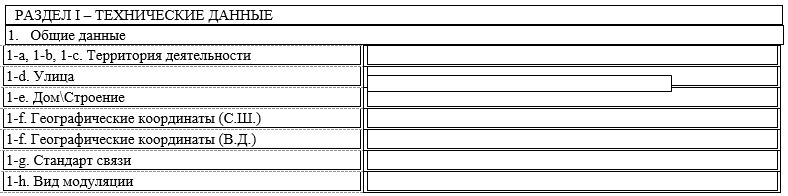 РАЗДЕЛ I – ТЕХНИЧЕСКИЕ ДАННЫЕ
1. Общие данные
1-a, 1-b, 1-c. Территория деятельности
1-d. Улица
1-e. Дом\Строение
1-f. Географические координаты (С.Ш.)
1-f. Географические координаты (В.Д.)
1-g. Стандарт связи
1-h. Вид модуляции